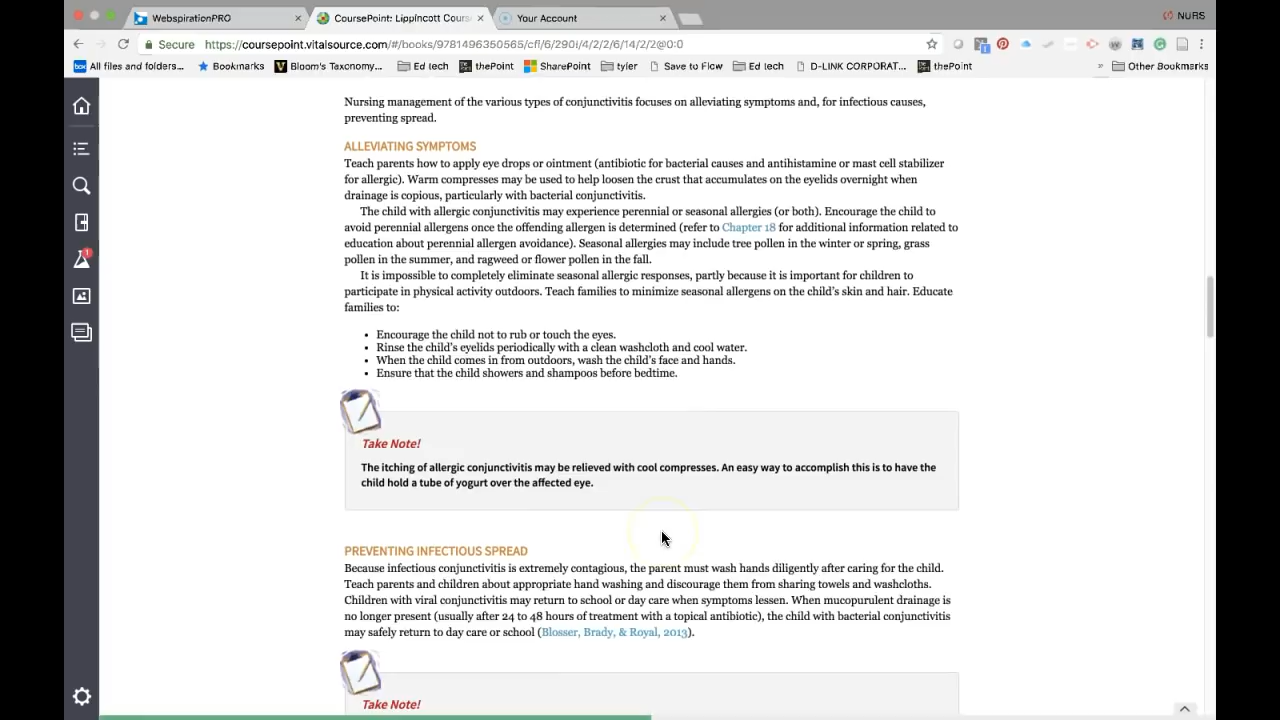 WebspirationPRO
CoursePoint: Lippincott Cour
Your Account
NURS
Secure https://coursepoint.vitalsource.com/#/books/9781496350565/cfi/6/290!/4/2/2/6/14/2/2@0:0
All files and folders...
Bookmarks
Bloom's Taxonomy...
Ed tech
thePoint
SharePoint
tyler
Save to Flow
Ed tech
D-LINK CORPORAT...
thePoint
»
Other Bookmarks
1
Nursing management of the various types of conjunctivitis focuses on alleviating symptoms and, for infectious causes,
preventing spread.
ALLEVIATING SYMPTOMS
Teach parents how to apply eye drops or ointment (antibiotic for bacterial causes and antihistamine or mast cell stabilizer
for allergic). Warm compresses may be used to help loosen the crust that accumulates on the eyelids overnight when
drainage is copious, particularly with bacterial conjunctivitis.
The child with allergic conjunctivitis may experience perennial or seasonal allergies (or both). Encourage the child to
avoid perennial allergens once the offending allergen is determined (refer to Chapter 18 for additional information related to
education about perennial allergen avoidance). Seasonal allergies may include tree pollen in the winter or spring, grass
pollen in the summer, and ragweed or flower pollen in the fall.
It is impossible to completely eliminate seasonal allergic responses, partly because it is important for children to
participate in physical activity outdoors. Teach families to minimize seasonal allergens on the child's skin and hair. Educate
families to:
• Encourage the child not to rub or touch the eyes.
• Rinse the child's eyelids periodically with a clean washcloth and cool water.
• When the child comes in from outdoors, wash the child's face and hands.
• Ensure that the child showers and shampoos before bedtime.
Take Note!
The itching of allergic conjunctivitis may be relieved with cool compresses. An easy way to accomplish this is to have the
child hold a tube of yogurt over the affected eye.
PREVENTING INFECTIOUS SPREAD
Because infectious conjunctivitis is extremely contagious, the parent must wash hands diligently after caring for the child.
Teach parents and children about appropriate hand washing and discourage them from sharing towels and washcloths.
Children with viral conjunctivitis may return to school or day care when symptoms lessen. When mucopurulent drainage is
no longer present (usually after 24 to 48 hours of treatment with a topical antibiotic), the child with bacterial conjunctivitis
may safely return to day care or school (Blosser, Brady, & Royal, 2013).
Take Note!